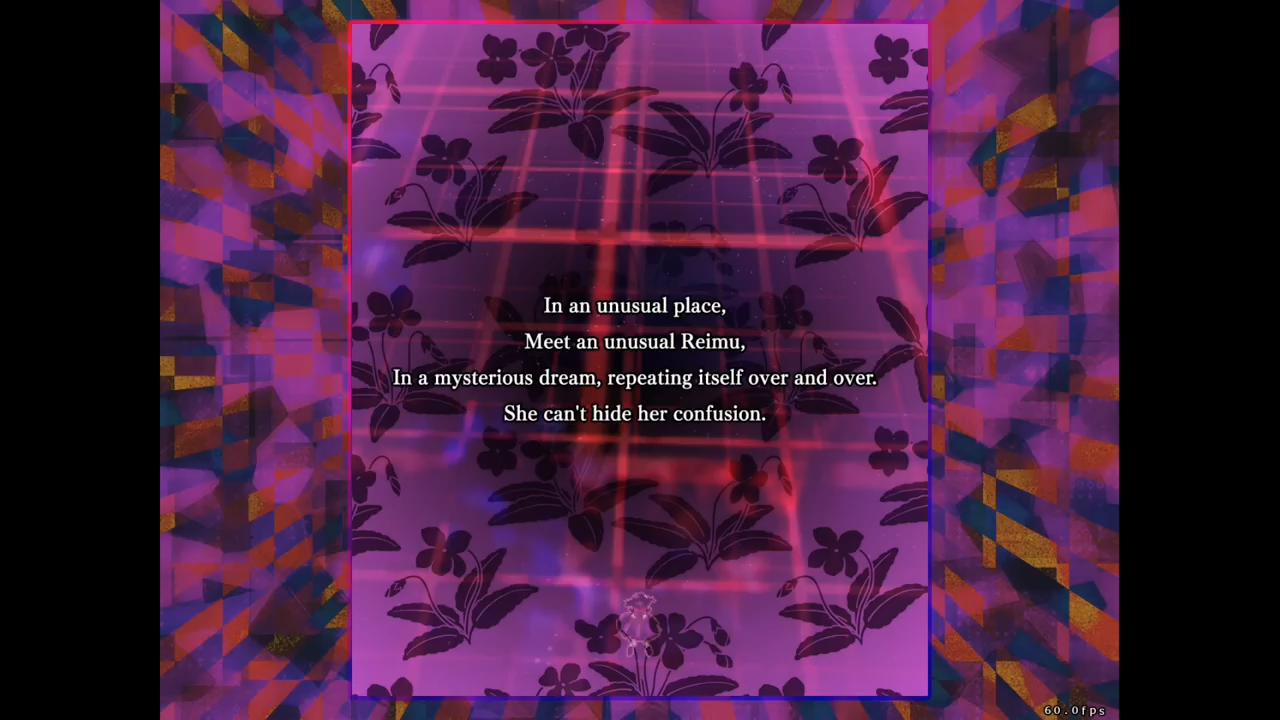 In an unusual place,
Meet an unusual Reimu,
In a mysterious dream, repeating itself over and over.
She can't hide her confusion.
60.0fps